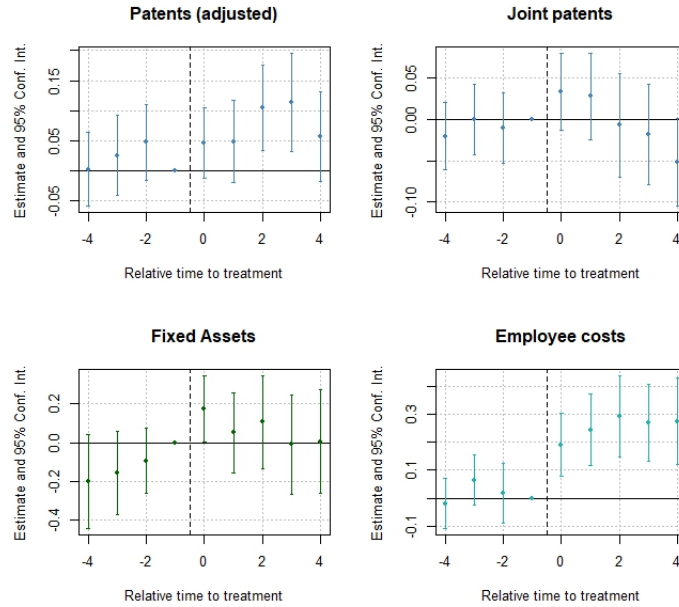 Patents (adjusted)
Estimate and 95% Conf. Int.
0.15
0.05
-0.05
-4 -2 0 2 4
Relative time to treatment
Joint patents
Estimate and 95% Conf. Int.
0.05
0.00
-0.10
-4 -2 0 2 4
Relative time to treatment
Fixed Assets
Estimate and 95% Conf. Int.
0.2
0.0
-0.2
-0.4
-4 -2 0 2 4
Relative time to treatment
Employee costs
Estimate and 95% Conf. Int.
0.3
0.1
-0.1
-4 -2 0 2 4
Relative time to treatment